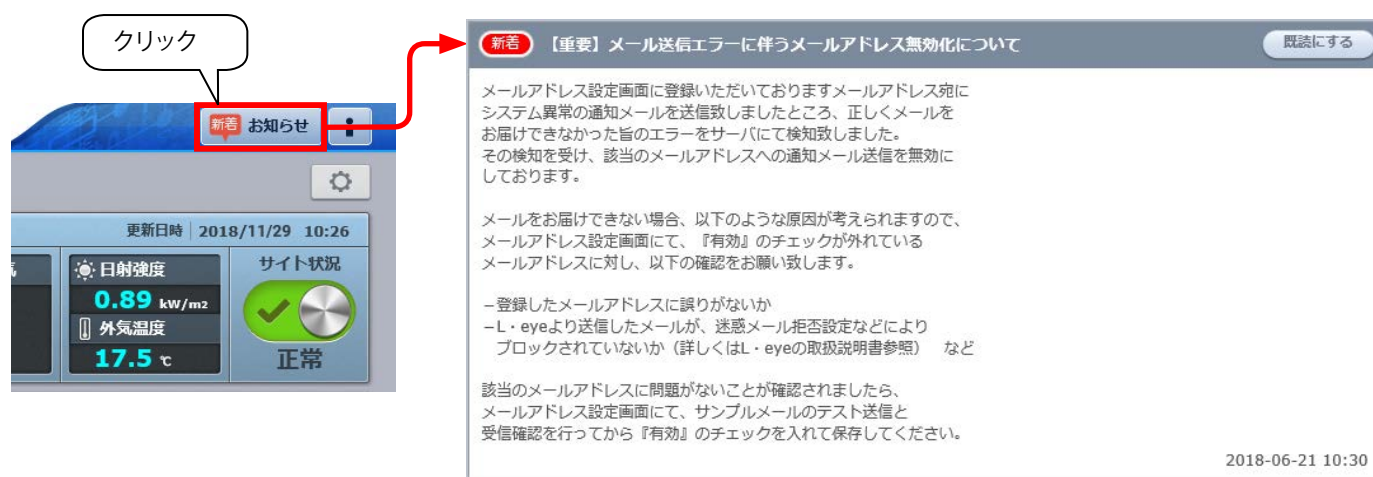 クリック
新着 お知らせ
更新日時 2018/11/29 10:26
日射強度
0.89 kw/m2
外気温度
17.5 ℃
サイト状況
正常
新着 【重要】メール送信エラーに伴うメールアドレス無効化について 既読にする
メールアドレス設定画面に登録いただいておりますメールアドレス宛に
システム異常の通知メールを送信致しましたところ、正しくメールを
お届けできなかった旨のエラーをサーバにて検知致しました。
その検知を受け、該当のメールアドレスへの通知メール送信を無効に
しております。
メールをお届けできない場合、以下のような原因が考えられますので、
メールアドレス設定画面にて、『有効』のチェックが外れている
メールアドレスに対し、以下の確認をお願い致します。
－登録したメールアドレスに誤りがないか
－L・eyeより送信したメールが、迷惑メール拒否設定などにより
ブロックされていないか（詳しくはL・eyeの取扱説明書参照）　など
該当のメールアドレスに問題がないことが確認されましたら、
メールアドレス設定画面にて、サンプルメールのテスト送信と
受信確認を行ってから『有効』のチェックを入れて保存してください。
2018-06-21 10:30